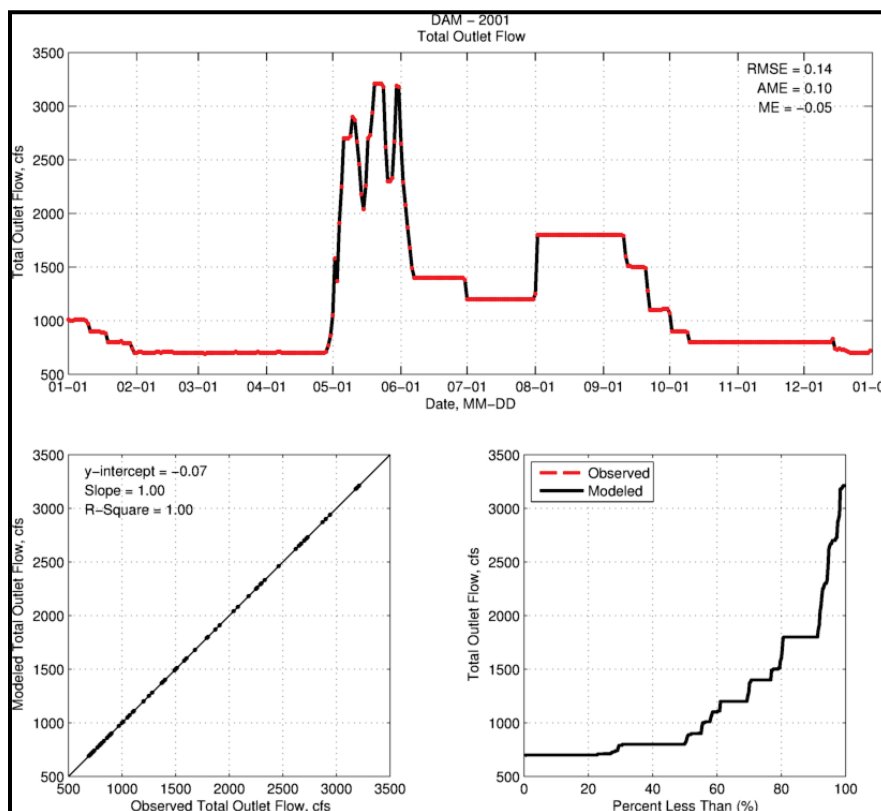 DAM - 2001
Total Outlet Flow
RMSE = 0.14
AME = 0.10
ME = -0.05
Total Outlet Flow, cfs
3500
3000
2500
2000
1500
1000
500
01-01 02-01 03-01 04-01 05-01 06-01 07-01 08-01 09-01 10-01 11-01 12-01 01-0
Date, MM-DD
y-intercept = -0.07
Slope = 1.00
R-Square = 1.00
Modeled Total Outlet Flow, cfs
3500
3000
2500
2000
1500
1000
500
500 1000 1500 2000 2500 3000 3500
Observed Total Outlet Flow, cfs
Observed
Modeled
Total Outlet Flow, cfs
3500
3000
2500
2000
1500
1000
500
0 20 40 60 80 100
Percent Less Than (%)